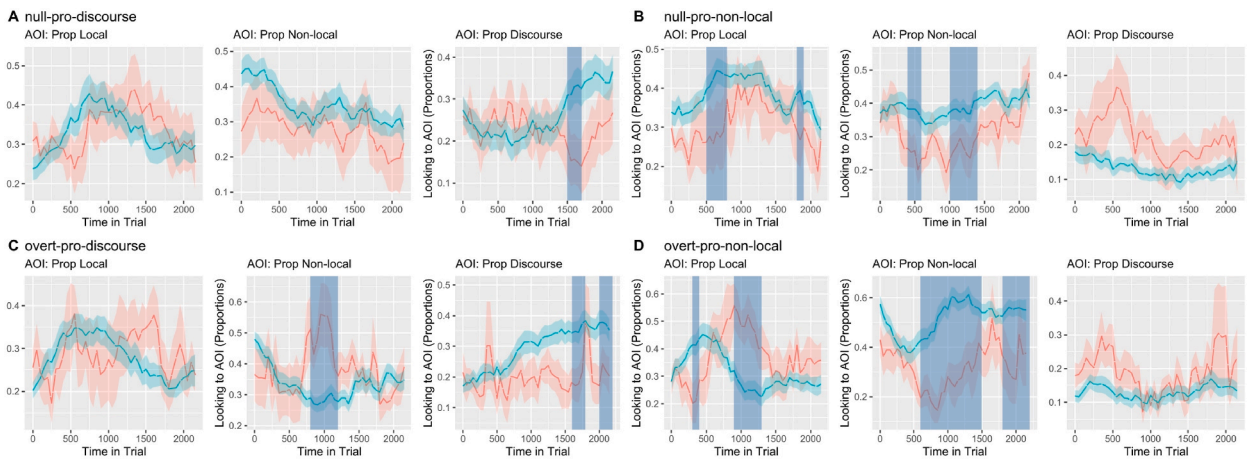 A null-pro-discourse
AOI: Prop Local
AOI: Prop Non-local
AOI: Prop Discourse
0.5
0.4
0.3
0.2
0 500 1000 1500 2000
Time in Trial
0.5
0.4
0.3
0.2
0.1
0 500 1000 1500 2000
Time in Trial
Looking to AOI (Proportions)
0.4
0.3
0.2
0.1
0 500 1000 1500 2000
Time in Trial
B null-pro-non-local
AOI: Prop Local
AOI: Prop Non-local
AOI: Prop Discourse
Looking to AOI (Proportions)
0.5
0.4
0.3
0.2
0 500 1000 1500 2000
Time in Trial
Looking to AOI (Proportions)
0.5
0.4
0.3
0.2
0.1
0 500 1000 1500 2000
Time in Trial
0.4
0.3
0.2
0.1
0 500 1000 1500 2000
Time in Trial
C overt-pro-discourse
AOI: Prop Local
AOI: Prop Non-local
AOI: Prop Discourse
0.4
0.3
0.2
0 500 1000 1500 2000
Time in Trial
0.6
0.5
0.4
0.3
0.2
0 500 1000 1500 2000
Time in Trial
Looking to AOI (Proportions)
0.4
0.3
0.2
0.1
0 500 1000 1500 2000
Time in Trial
D overt-pro-non-local
AOI: Prop Local
AOI: Prop Non-local
AOI: Prop Discourse
Looking to AOI (Proportions)
0.6
0.5
0.4
0.3
0.2
0 500 1000 1500 2000
Time in Trial
Looking to AOI (Proportions)
0.6
0.4
0.2
0 500 1000 1500 2000
Time in Trial
0.4
0.3
0.2
0.1
0 500 1000 1500 2000
Time in Trial